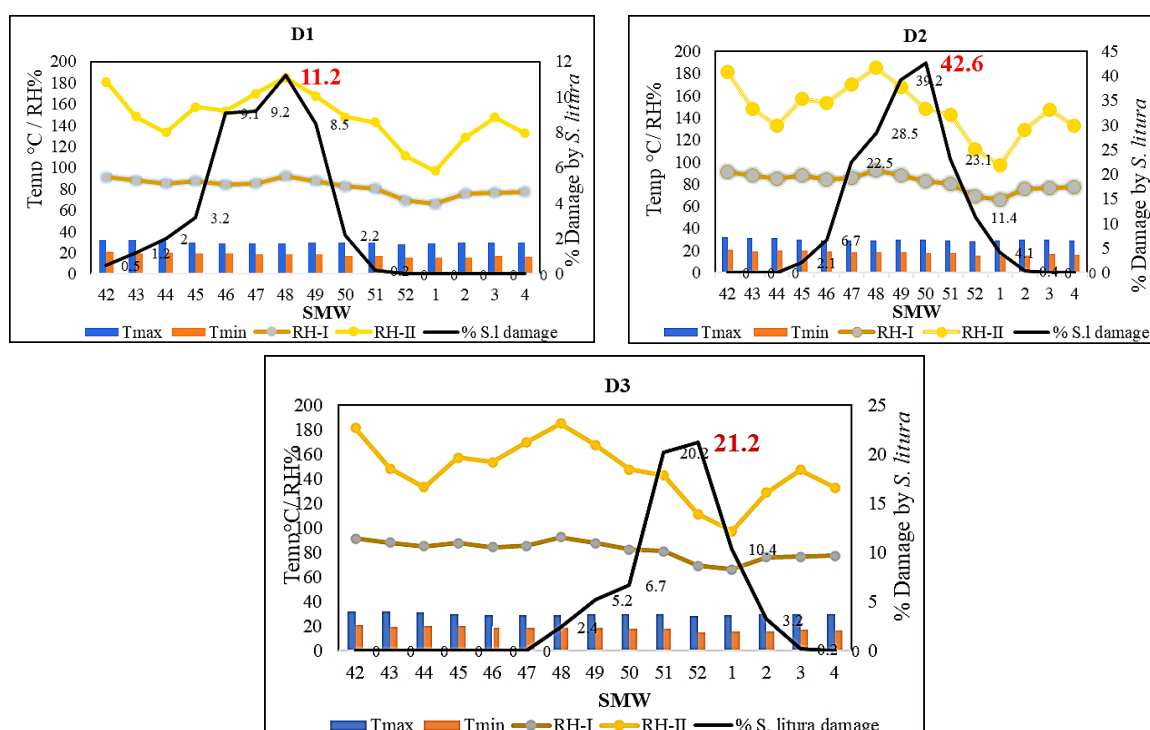 D1
200 180 160 140 120 100 80 60 40 20 0
Temp °C / RH%
12 10 8 6 4 2 0
% Damage by S. litura
0.5 1.2 2 3.2 9.1 9.2 11.2 8.5 2.2 0.2 0 0 0 0 0
42 43 44 45 46 47 48 49 50 51 52 1 2 3 4
SMW
Tmax Tmin RH-I RH-II % S.l damage
D2
200 180 160 140 120 100 80 60 40 20 0
Temp °C/ RH%
45 40 35 30 25 20 15 10 5 0
% Damage by S. litura
0 0 0 2.1 6.7 22.5 28.5 39.2 42.6 23.1 11.4 4.1 0.4 0 0
42 43 44 45 46 47 48 49 50 51 52 1 2 3 4
SMW
Tmax Tmin RH-I RH-II % S.l damage
D3
200 180 160 140 120 100 80 60 40 20 0
Temp°C/ RH%
25 20 15 10 5 0
% Damage by S. litura
0 0 0 0 0 0 2.4 5.2 6.7 20.2 21.2 10.4 3.2 0.2 0
42 43 44 45 46 47 48 49 50 51 52 1 2 3 4
SMW
Tmax Tmin RH-I RH-II % S. litura damage